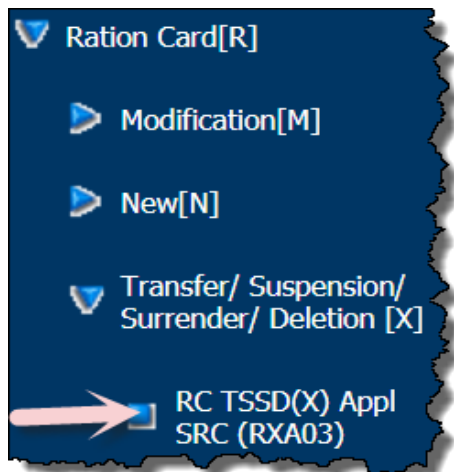 Ration Card[R]
Modification[M]
New[N]
Transfer/ Suspension/
Surrender/ Deletion [X]
RC TSSD(X) Appl
SRC (RXA03)